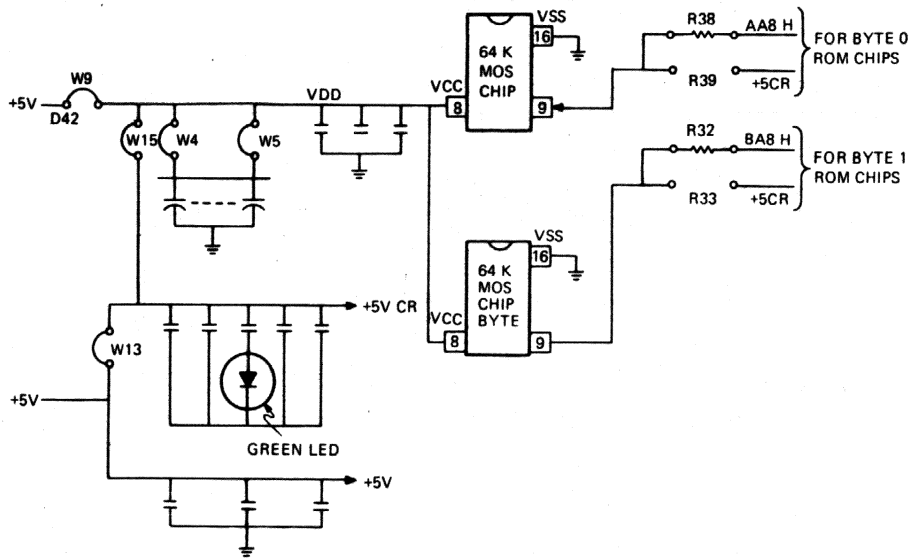 R38
AA8 H
R39
+5CR
FOR BYTE 0
ROM CHIPS
VSS
16
64 K
MOS
CHIP
VCC
8
9
W9
+5V
D42
VDD
W15
W4
W5
R32
BA8 H
R33
+5CR
FOR BYTE 1
ROM CHIPS
VSS
16
64 K
MOS
CHIP
BYTE
VCC
8
9
+5V CR
W13
+5V
GREEN LED
+5V